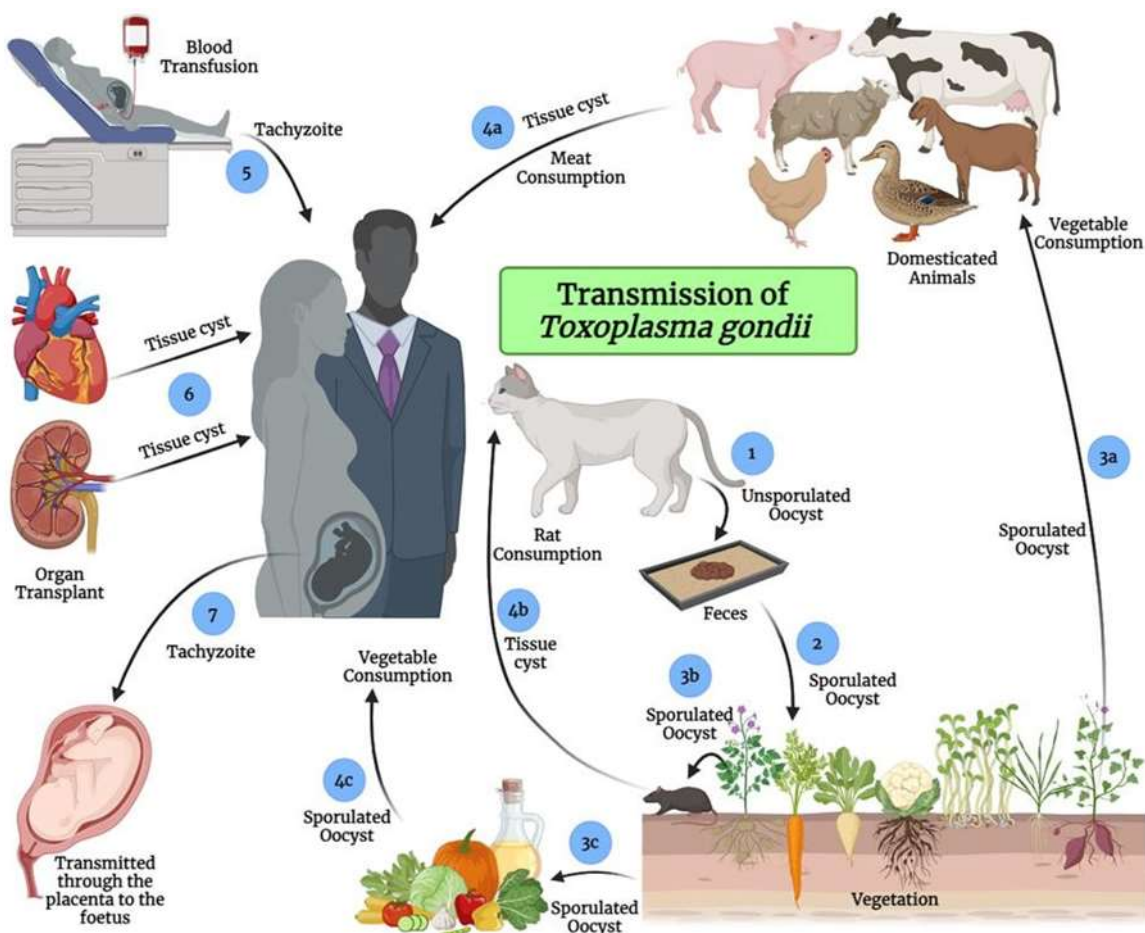 Blood
Transfusion
Tachyzoite
5
4a
Tissue cyst
Meat
Consumption
Vegetable
Consumption
Domesticated
Animals
Transmission of
Toxoplasma gondii
Tissue cyst
6
Tissue cyst
Organ
Transplant
1
Unsporulated
Oocyst
Rat
Consumption
Feces
3a
Sporulated
Oocyst
7
Tachyzoite
4b
Tissue
cyst
2
Sporulated
Oocyst
3b
Sporulated
Oocyst
Vegetable
Consumption
4c
Sporulated
Oocyst
3c
Sporulated
Oocyst
Vegetation
Transmitted
through the
placenta to the
foetus